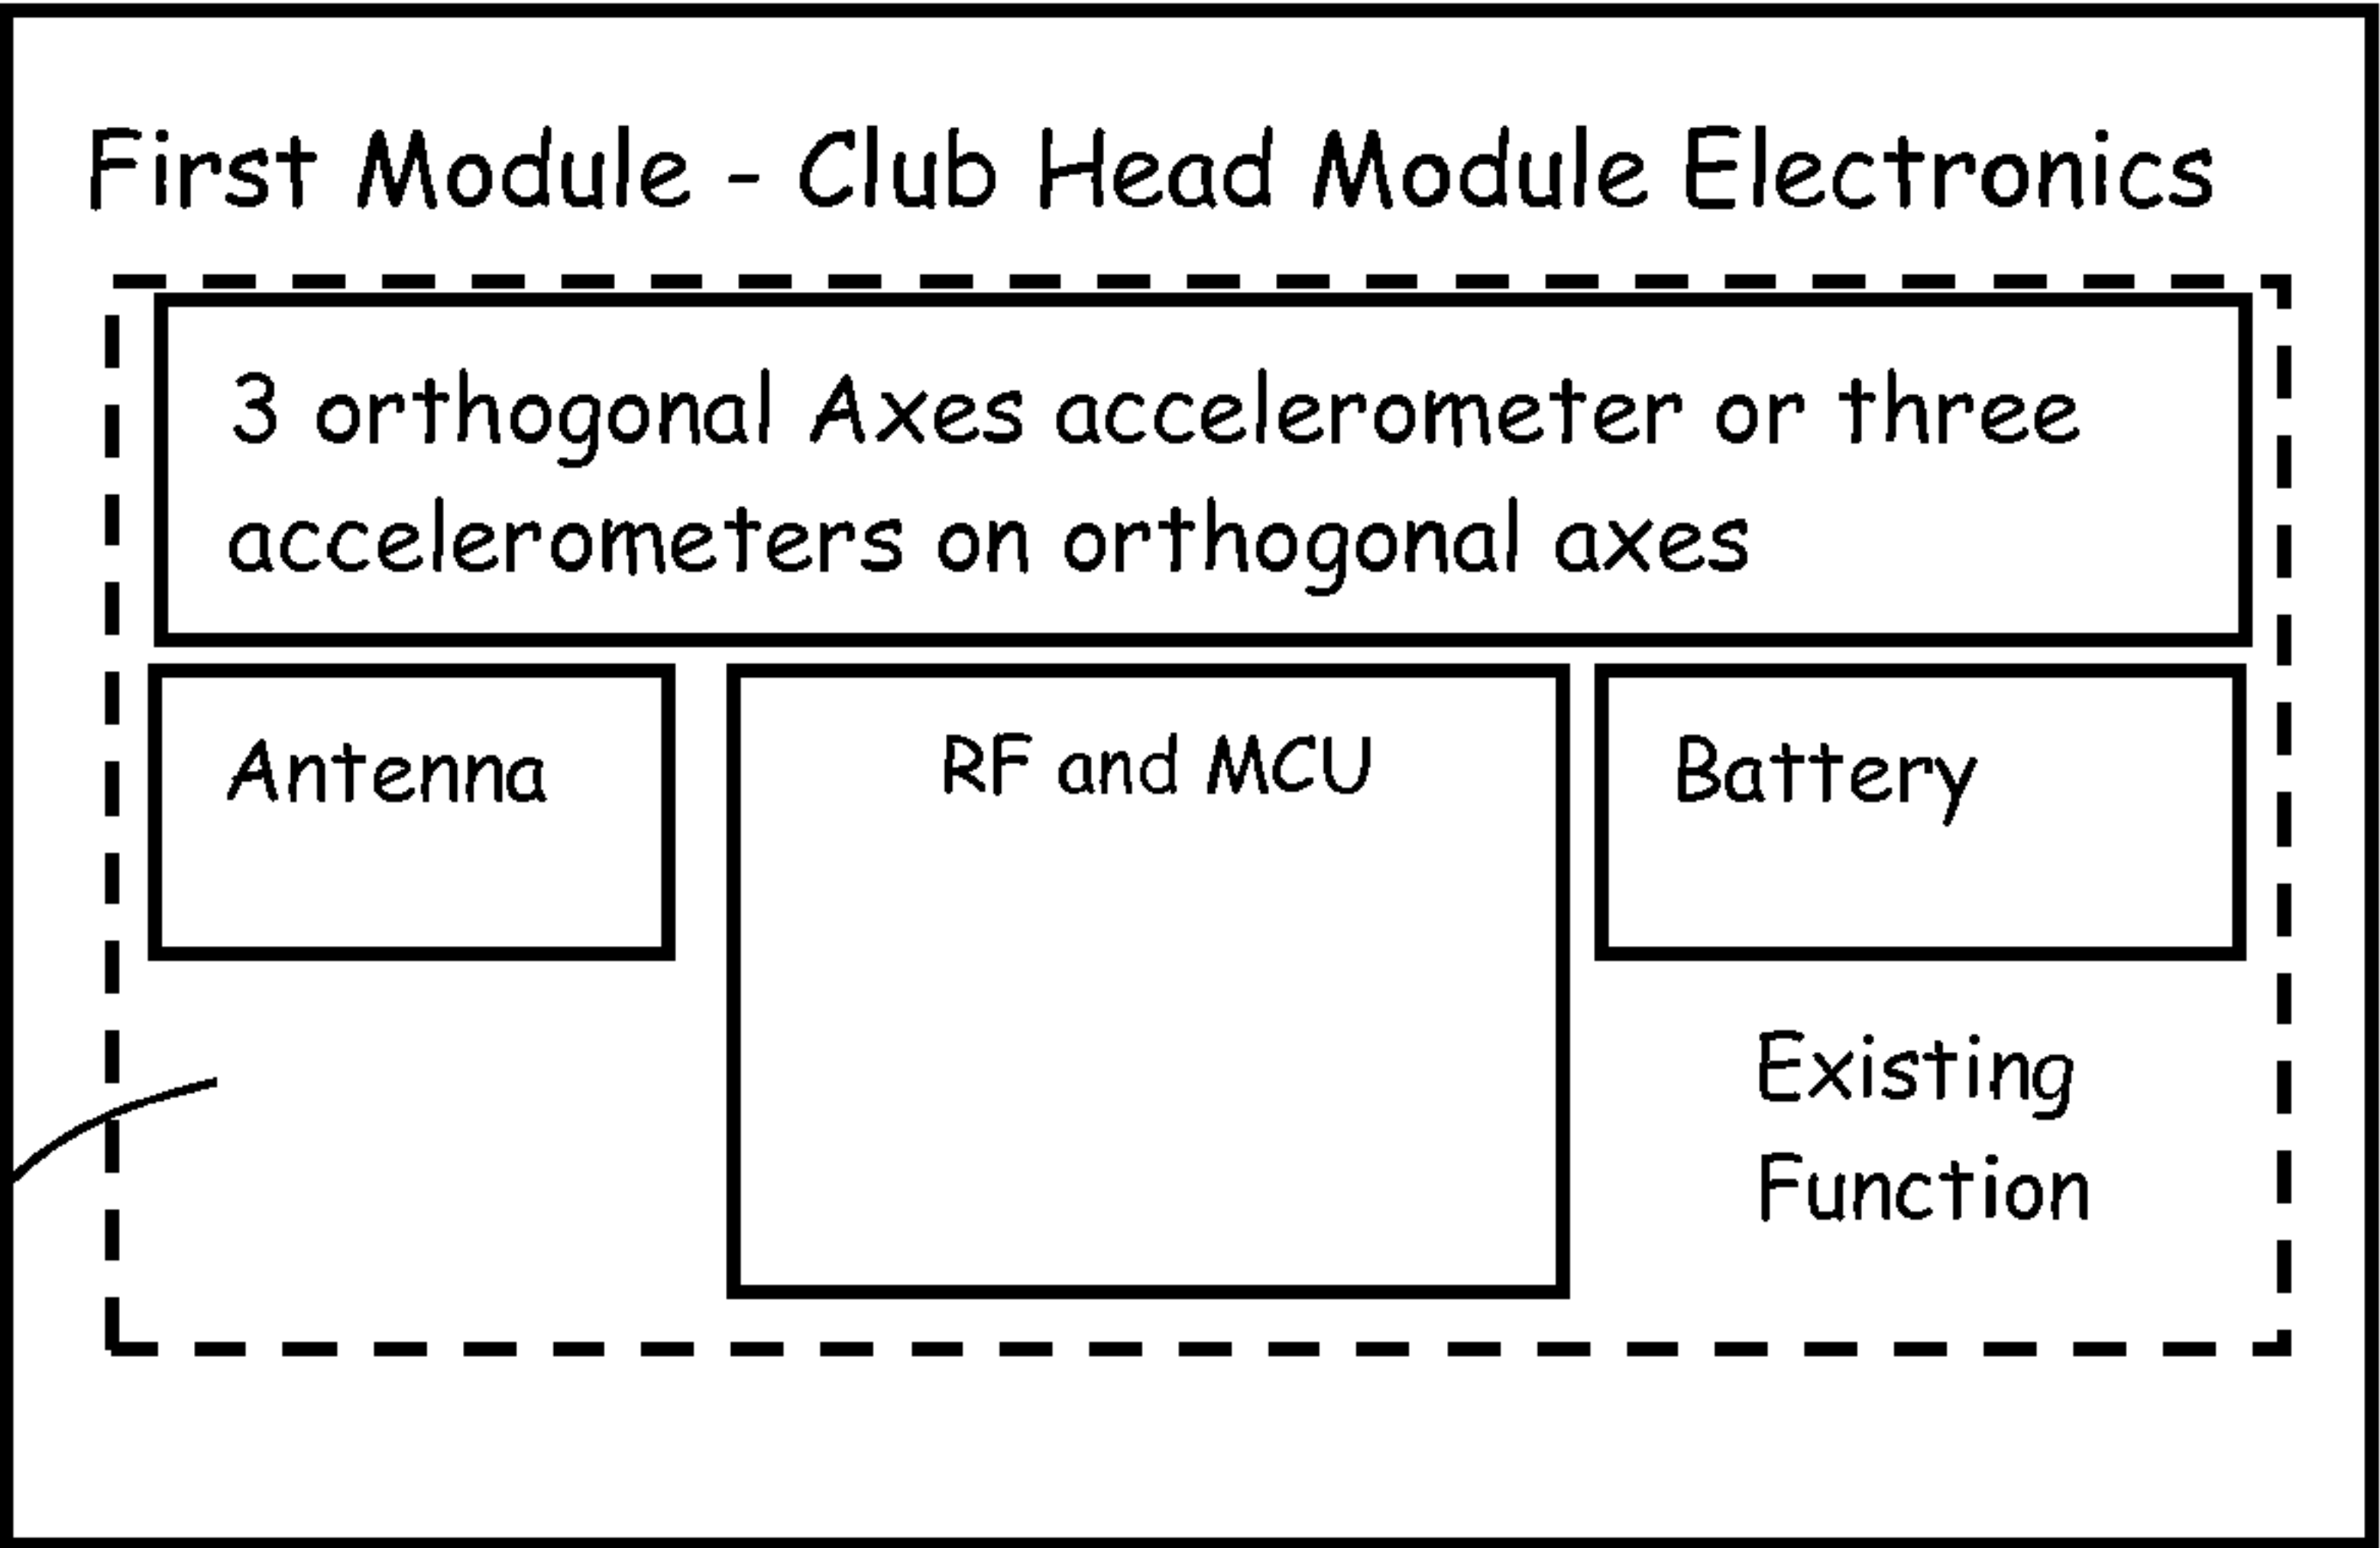 First Module - Club Head Module Electronics
3 orthogonal Axes accelerometer or three
accelerometers on orthogonal axes
Antenna
RF and MCU
Battery
Existing
Function